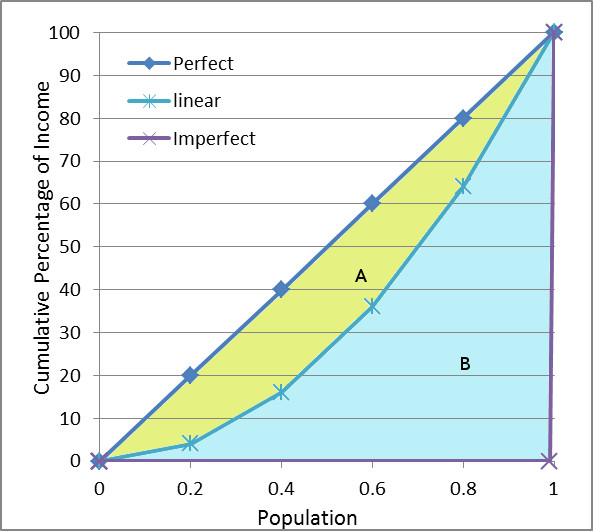 100
90
80
70
60
50
40
30
20
10
0
Cumulative Percentage of Income
Perfect
linear
Imperfect
A
B
0 0.2 0.4 0.6 0.8 1
Population